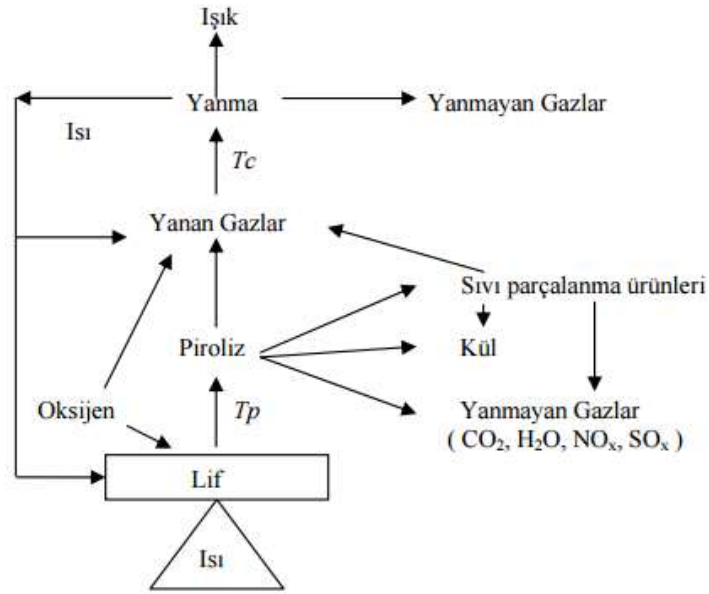 Işık
Yanma
Yanmayan Gazlar
Isı
Tc
Yanan Gazlar
Sıvı parçalanma ürünleri
Piroliz
Kül
Oksijen
Tp
Yanmayan Gazlar
( CO₂, H₂O, NOₓ, SOₓ )
Lif
Isı